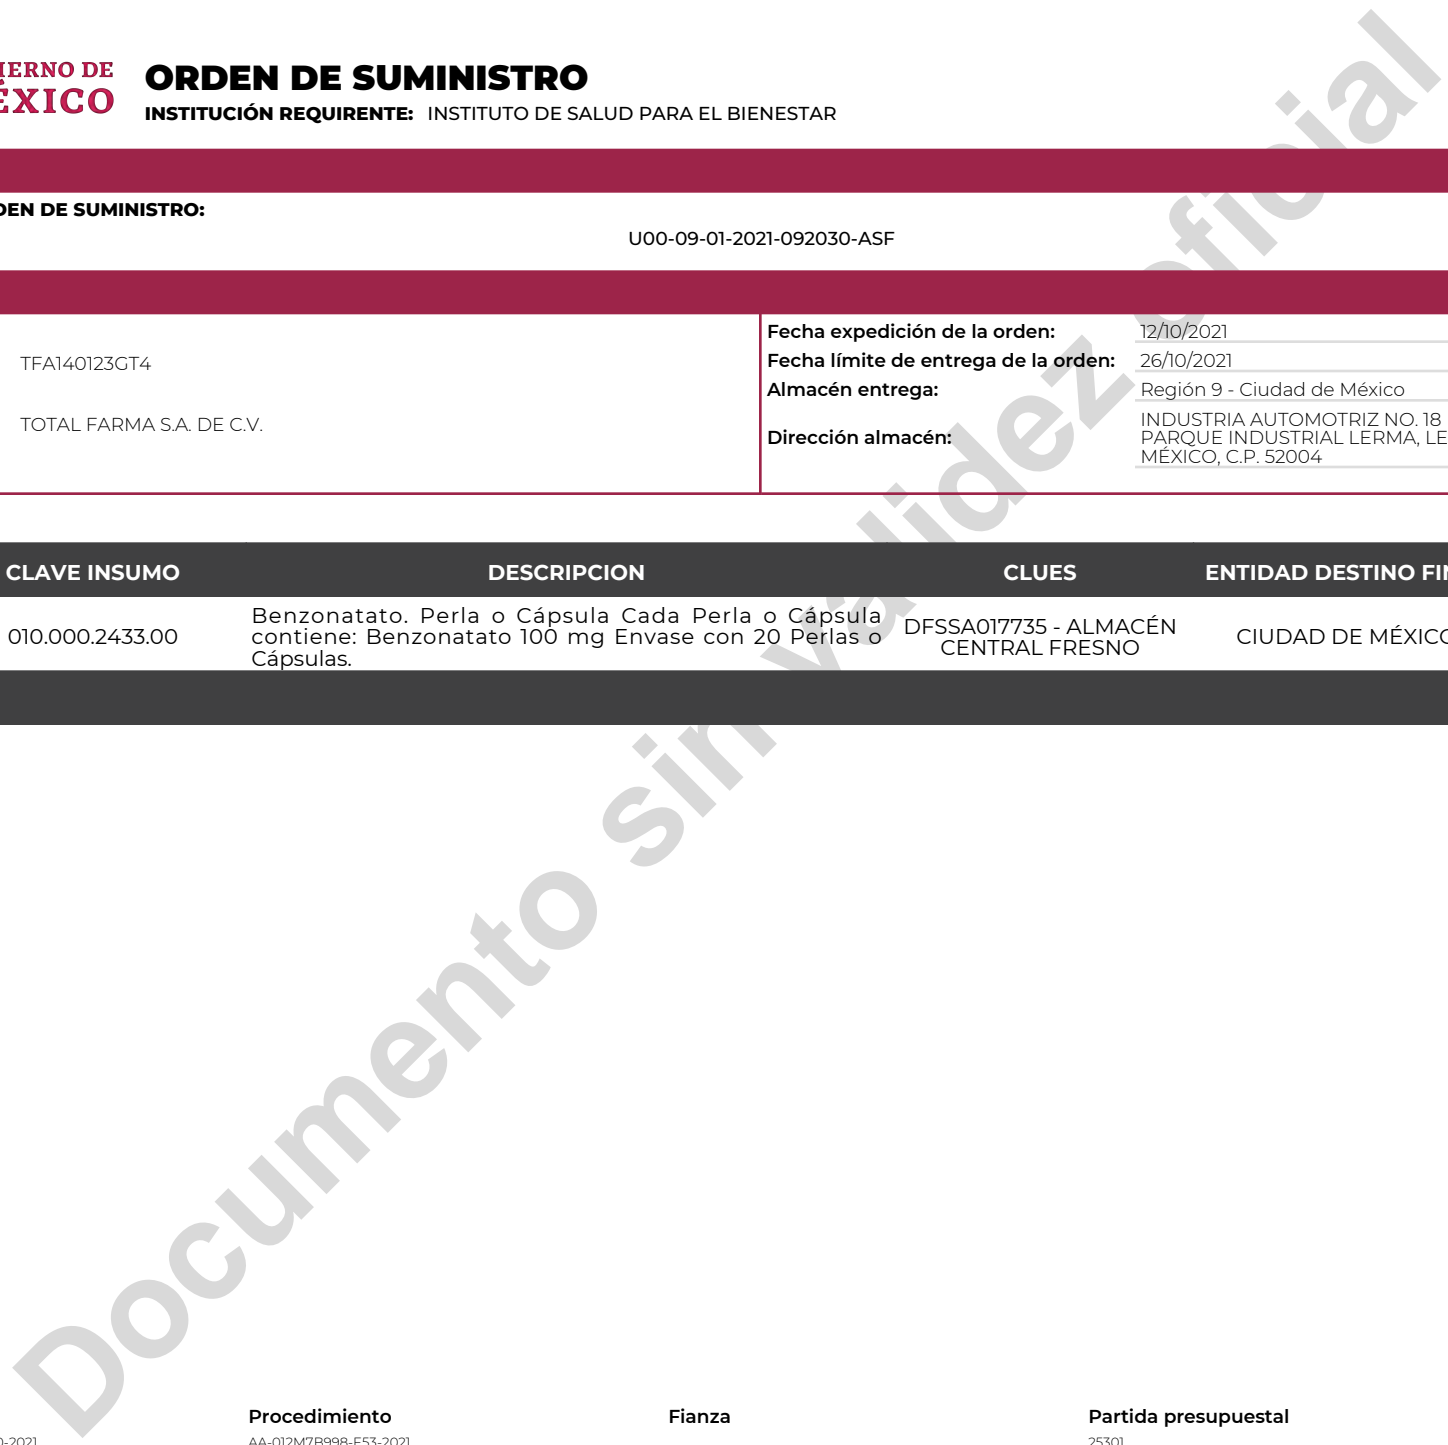 IERNO DE
ÉXICO
ORDEN DE SUMINISTRO
INSTITUCIÓN REQUIRENTE: INSTITUTO DE SALUD PARA EL BIENESTAR
DEN DE SUMINISTRO:
U00-09-01-2021-092030-ASF
TFA140123GT4
TOTAL FARMA S.A. DE C.V.
Fecha expedición de la orden: 12/10/2021
Fecha límite de entrega de la orden: 26/10/2021
Almacén entrega: Región 9 - Ciudad de México
Dirección almacén: INDUSTRIA AUTOMOTRIZ NO. 18
PARQUE INDUSTRIAL LERMA, LE
MÉXICO, C.P. 52004
CLAVE INSUMO DESCRIPCION CLUES ENTIDAD DESTINO FIN
010.000.2433.00
Benzonatato. Perla o Cápsula Cada Perla o Cápsula
contiene: Benzonatato 100 mg Envase con 20 Perlas o
Cápsulas.
DFSSA017735 - ALMACÉN
CENTRAL FRESNO
CIUDAD DE MÉXICO
Documento sin validez oficial
Procedimiento Fianza Partida presupuestal
0-2021 AA-012M7B998-E53-2021 25301